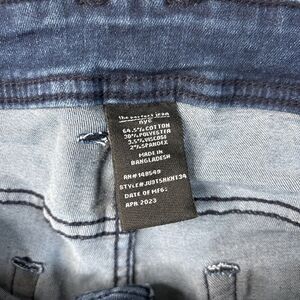 the perfect jean
nyc
64.5% COTTON
30% POLYESTER
3.5% VISCOSE
2% SPANDEX
MADE IN
BANGLADESH
RN#148549
STYLE#JUSTSNKNT34
DATE OF MFG:
APR 2023